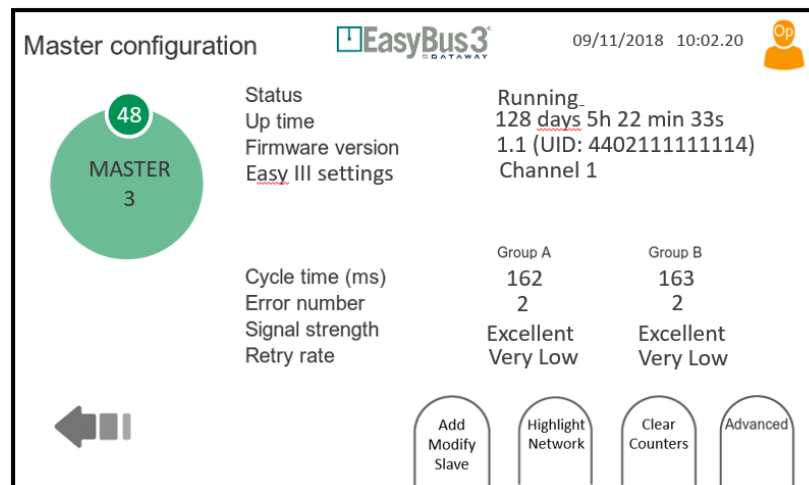 Master configuration
EasyBus3
DATAWAY
09/11/2018 10:02.20
Op
48
MASTER
3
Status Running_
Up time 128 days 5h 22 min 33s
Firmware version 1.1 (UID: 4402111111114)
Easy III settings Channel 1
Group A Group B
Cycle time (ms) 162 163
Error number 2 2
Signal strength Excellent Excellent
Retry rate Very Low Very Low
Add
Modify
Slave
Highlight
Network
Clear
Counters
Advanced